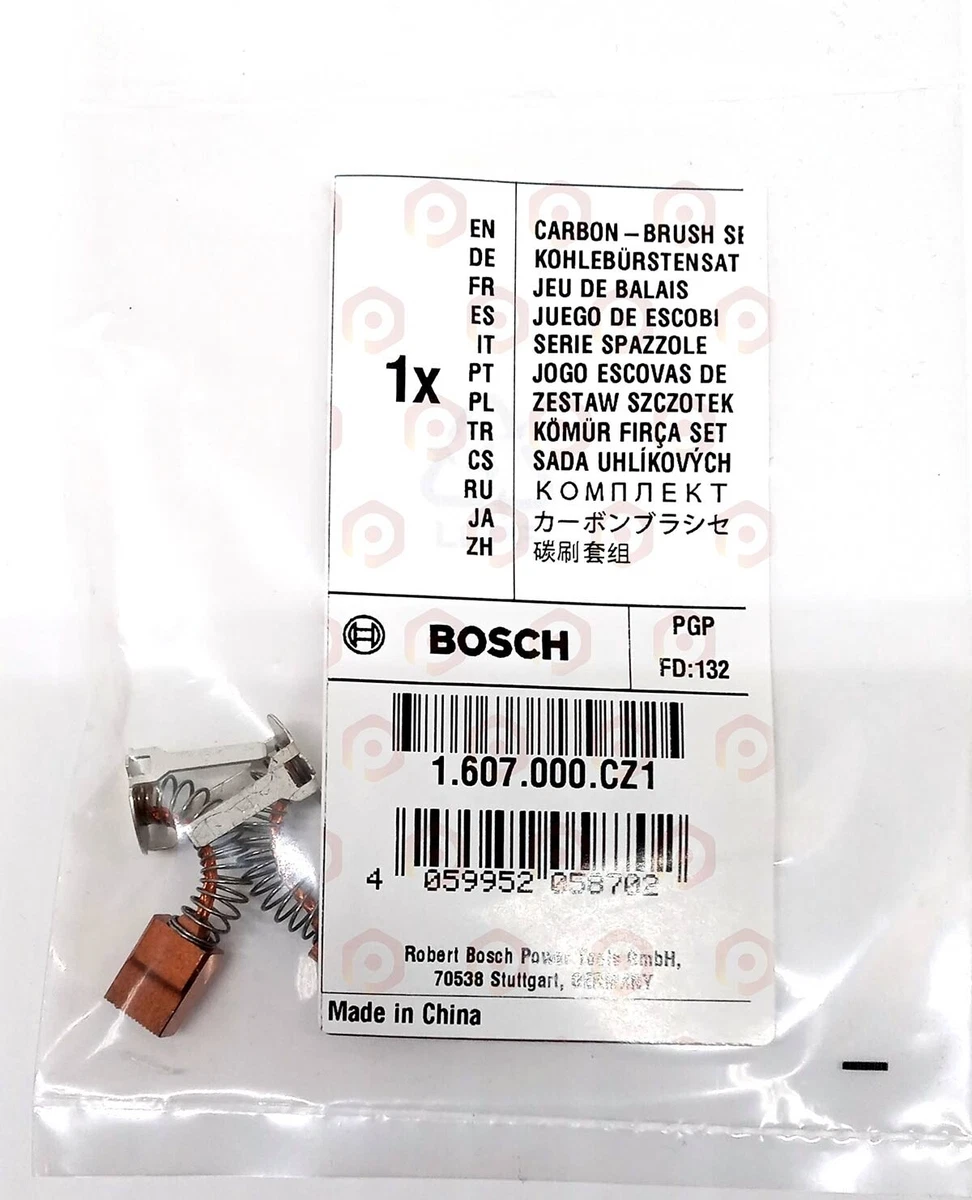 EN CARBON – BRUSH SE
DE KOHLEBÜRSTENSAT
FR JEU DE BALAIS
ES JUEGO DE ESCOBI
IT SERIE SPAZZOLE
1x
PT JOGO ESCOVAS DE
PL ZESTAW SZCZOTEK
TR KÖMÜR FIRÇA SET
CS SADA UHLÍKOVÝCH
RU КОМПЛЕКТ
JA カーボンブラシセ
ZH 碳刷套组
BOSCH
PGP
FD:132
1.607.000.CZ1
4 059952 058702
Robert Bosch Power Tools GmbH,
70538 Stuttgart, GERMANY
Made in China